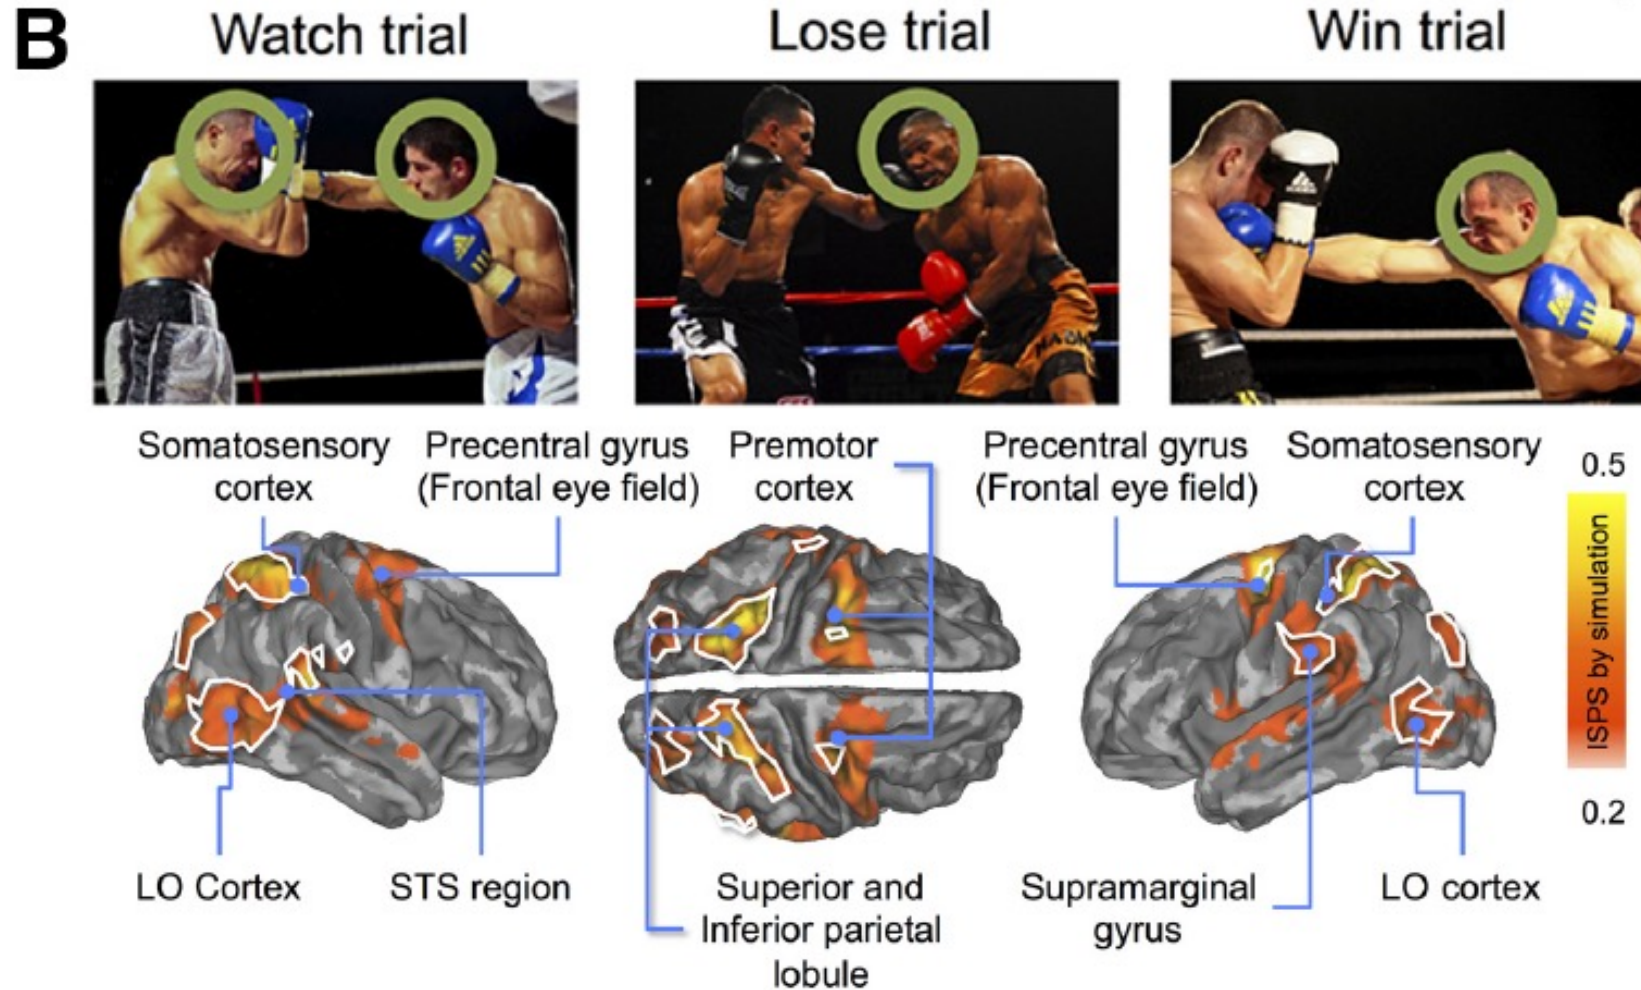 B
Watch trial
Lose trial
Win trial
Somatosensory
cortex
Precentral gyrus
(Frontal eye field)
Premotor
cortex
Precentral gyrus
(Frontal eye field)
Somatosensory
cortex
0.5
ISPS by simulation
0.2
LO Cortex
STS region
Superior and
Inferior parietal
lobule
Supramarginal
gyrus
LO cortex